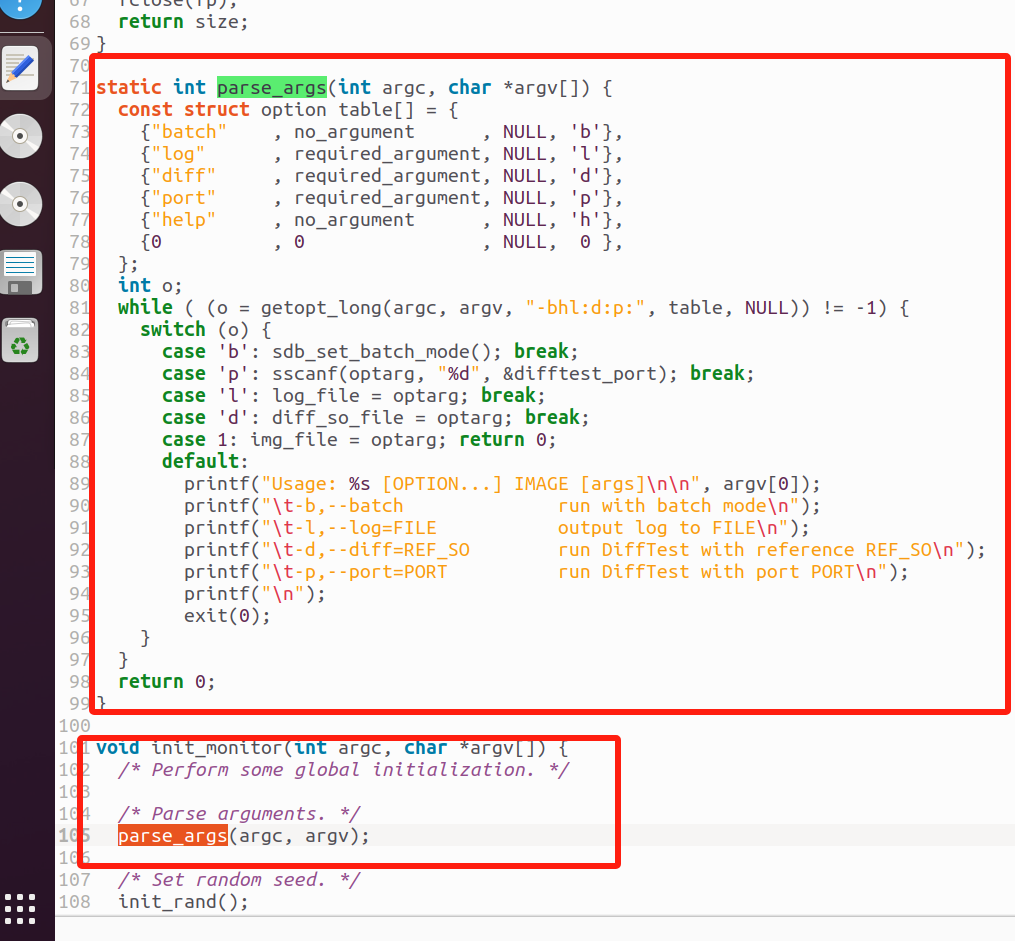 67   fclose(fp);
68   return size;
69 }
70
71 static int parse_args(int argc, char *argv[]) {
72   const struct option table[] = {
73     {"batch"    , no_argument      , NULL, 'b'},
74     {"log"      , required_argument, NULL, 'l'},
75     {"diff"     , required_argument, NULL, 'd'},
76     {"port"     , required_argument, NULL, 'p'},
77     {"help"     , no_argument      , NULL, 'h'},
78     {0          , 0                , NULL,  0 },
79   };
80   int o;
81   while ( (o = getopt_long(argc, argv, "-bhl:d:p:", table, NULL)) != -1) {
82     switch (o) {
83       case 'b': sdb_set_batch_mode(); break;
84       case 'p': sscanf(optarg, "%d", &difftest_port); break;
85       case 'l': log_file = optarg; break;
86       case 'd': diff_so_file = optarg; break;
87       case 1: img_file = optarg; return 0;
88       default:
89         printf("Usage: %s [OPTION...] IMAGE [args]\n\n", argv[0]);
90         printf("\t-b,--batch              run with batch mode\n");
91         printf("\t-l,--log=FILE           output log to FILE\n");
92         printf("\t-d,--diff=REF_SO        run DiffTest with reference REF_SO\n");
93         printf("\t-p,--port=PORT          run DiffTest with port PORT\n");
94         printf("\n");
95         exit(0);
96     }
97   }
98   return 0;
99 }
100
101 void init_monitor(int argc, char *argv[]) {
102   /* Perform some global initialization. */
103
104   /* Parse arguments. */
105   parse_args(argc, argv);
106
107   /* Set random seed. */
108   init_rand();